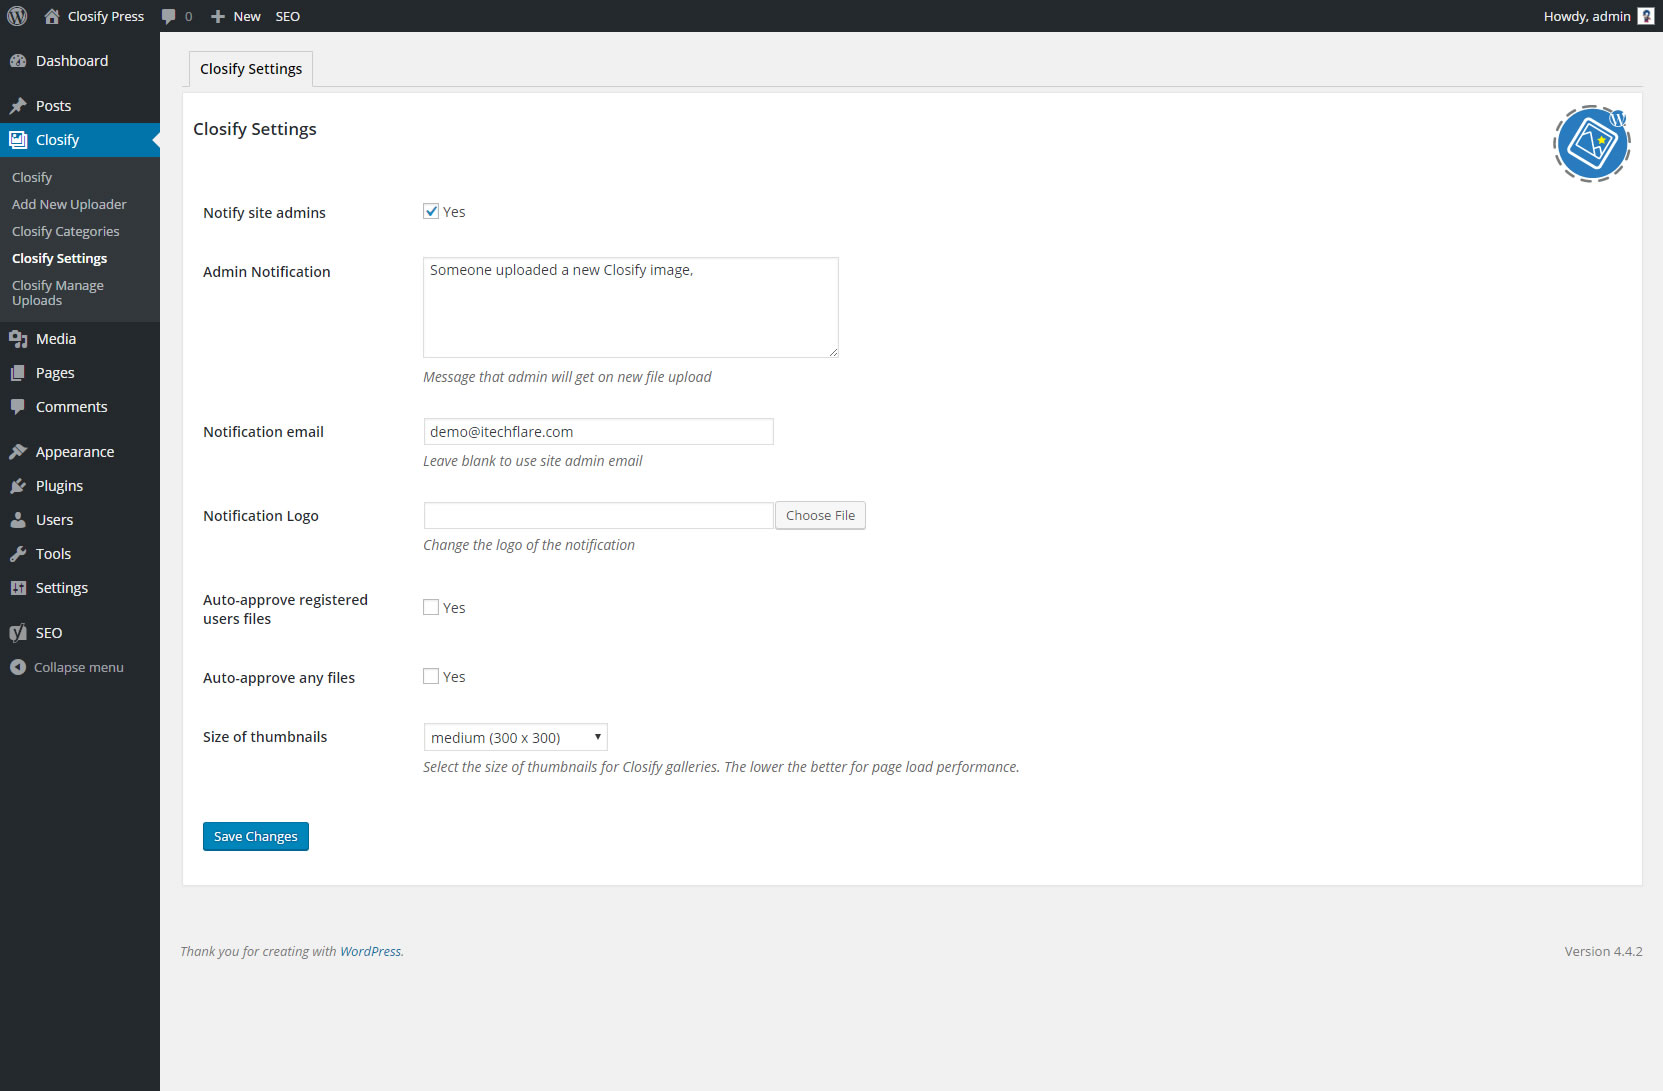 Closify Press 0 New SEO Howdy, admin
Dashboard
Posts
Closify
Closify
Add New Uploader
Closify Categories
Closify Settings
Closify Manage
Uploads
Media
Pages
Comments
Appearance
Plugins
Users
Tools
Settings
SEO
Collapse menu
Closify Settings
Closify Settings
Notify site admins Yes
Admin Notification Someone uploaded a new Closify image,
Message that admin will get on new file upload
Notification email demo@itechflare.com
Leave blank to use site admin email
Notification Logo Choose File
Change the logo of the notification
Auto-approve registered
users files Yes
Auto-approve any files Yes
Size of thumbnails medium (300 x 300)
Select the size of thumbnails for Closify galleries. The lower the better for page load performance.
Save Changes
Thank you for creating with WordPress. Version 4.4.2